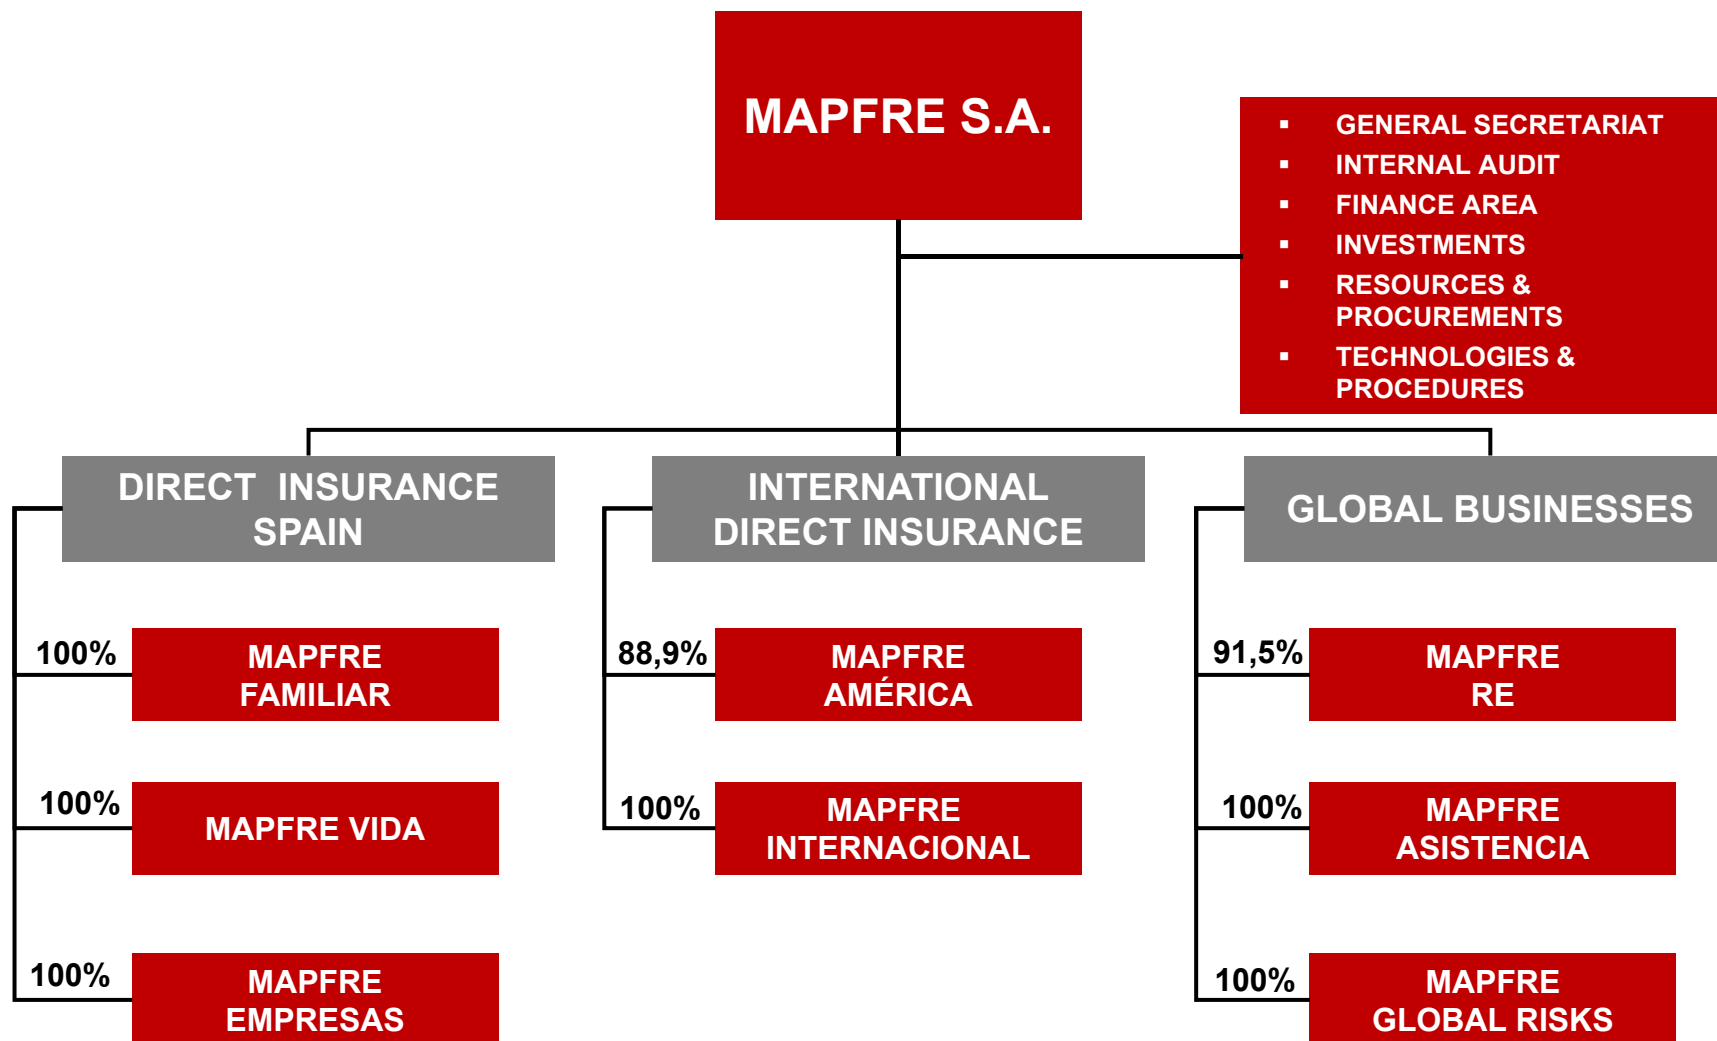 MAPFRE S.A.
▪ GENERAL SECRETARIAT
▪ INTERNAL AUDIT
▪ FINANCE AREA
▪ INVESTMENTS
▪ RESOURCES &
PROCUREMENTS
▪ TECHNOLOGIES &
PROCEDURES
DIRECT INSURANCE
SPAIN
INTERNATIONAL
DIRECT INSURANCE
GLOBAL BUSINESSES
100%
MAPFRE
FAMILIAR
88,9%
MAPFRE
AMÉRICA
91,5%
MAPFRE
RE
100%
MAPFRE VIDA
100%
MAPFRE
INTERNACIONAL
100%
MAPFRE
ASISTENCIA
100%
MAPFRE
EMPRESAS
100%
MAPFRE
GLOBAL RISKS